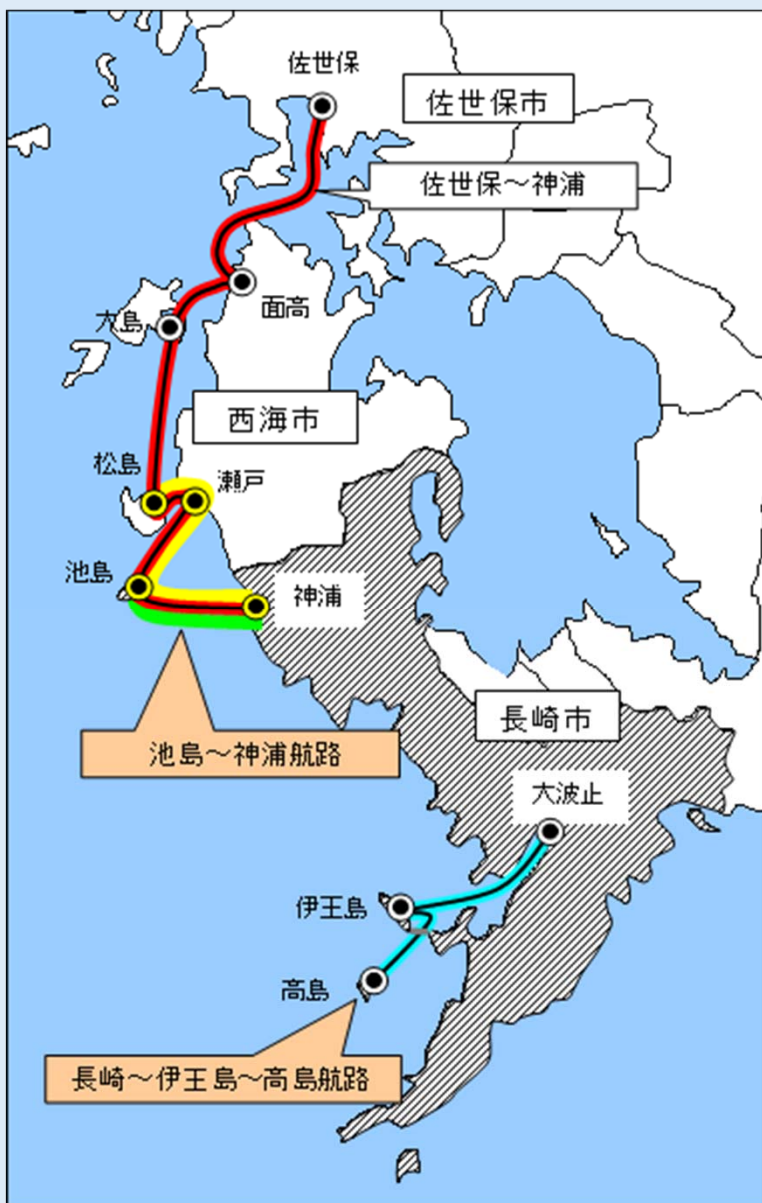 佐世保
佐世保市
佐世保～神浦
面高
大島
西海市
松島
瀬戸
池島
神浦
長崎市
池島～神浦航路
大波止
伊王島
高島
長崎～伊王島～高島航路